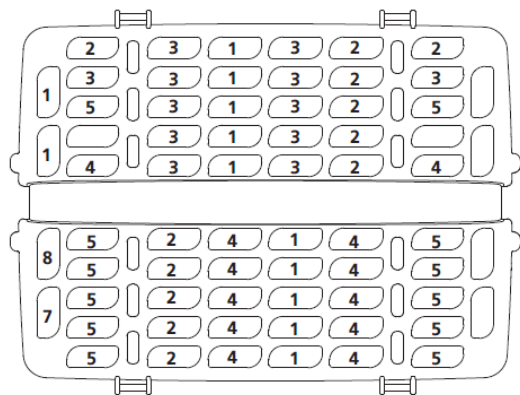 2 3 1 3 2 2
1 3 3 1 3 2 3
5 3 1 3 2 5
1 3 1 3 2
4 3 1 3 2 4
8 5 2 4 1 4 5
5 2 4 1 4 5
7 5 2 4 1 4 5
5 2 4 1 4 5
5 2 4 1 4 5